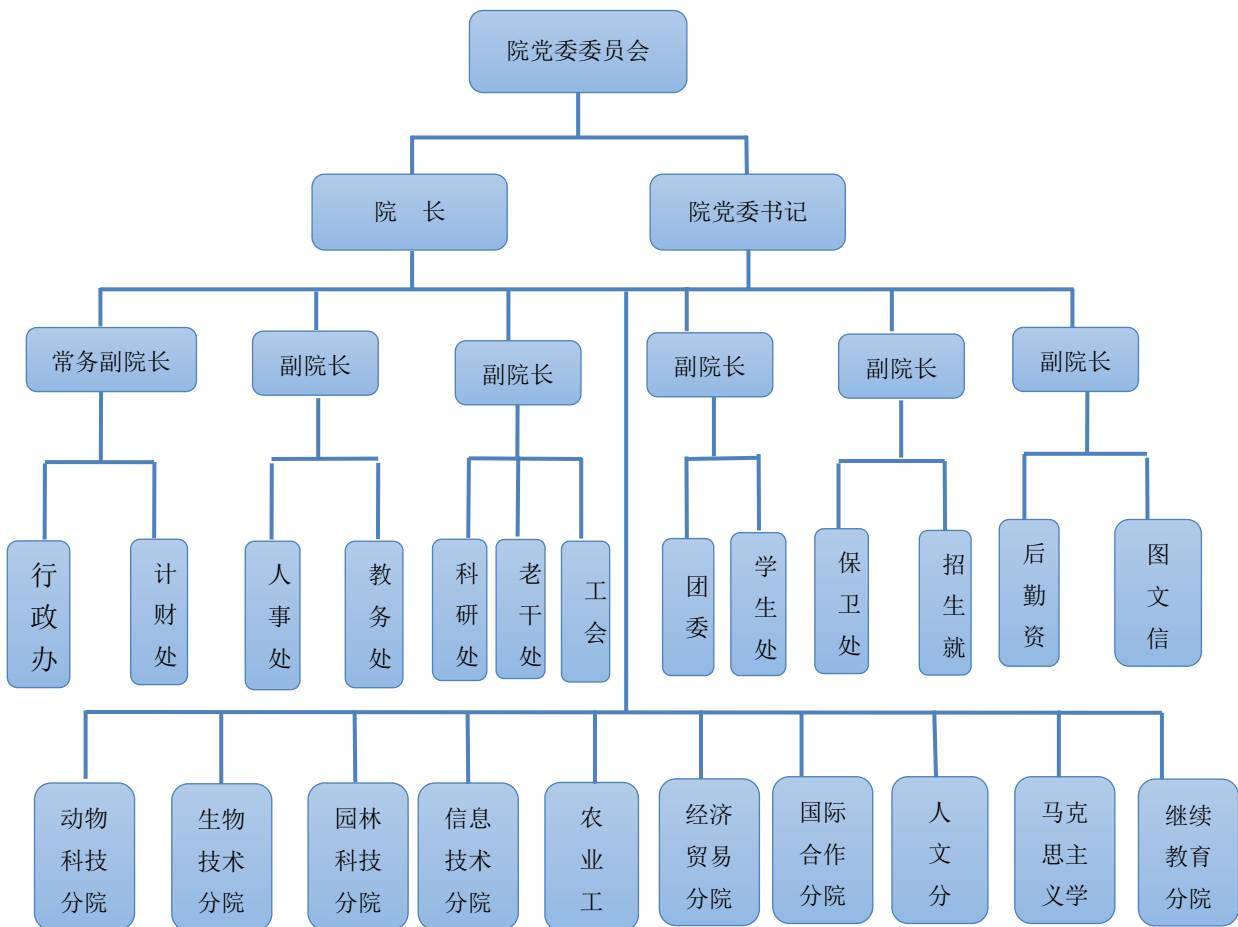 院党委委员会
院 长
院党委书记
常务副院长
副院长
副院长
副院长
副院长
副院长
行政办
计财处
人事处
教务处
科研处
老干处
工会
团委
学生处
保卫处
招生就
后勤资
图文信
动物
科技
分院
生物
技术
分院
园林
科技
分院
信息
技术
分院
农业工
经济
贸易
分院
国际
合作
分院
人文分
马克
思主
义学
继续
教育
分院